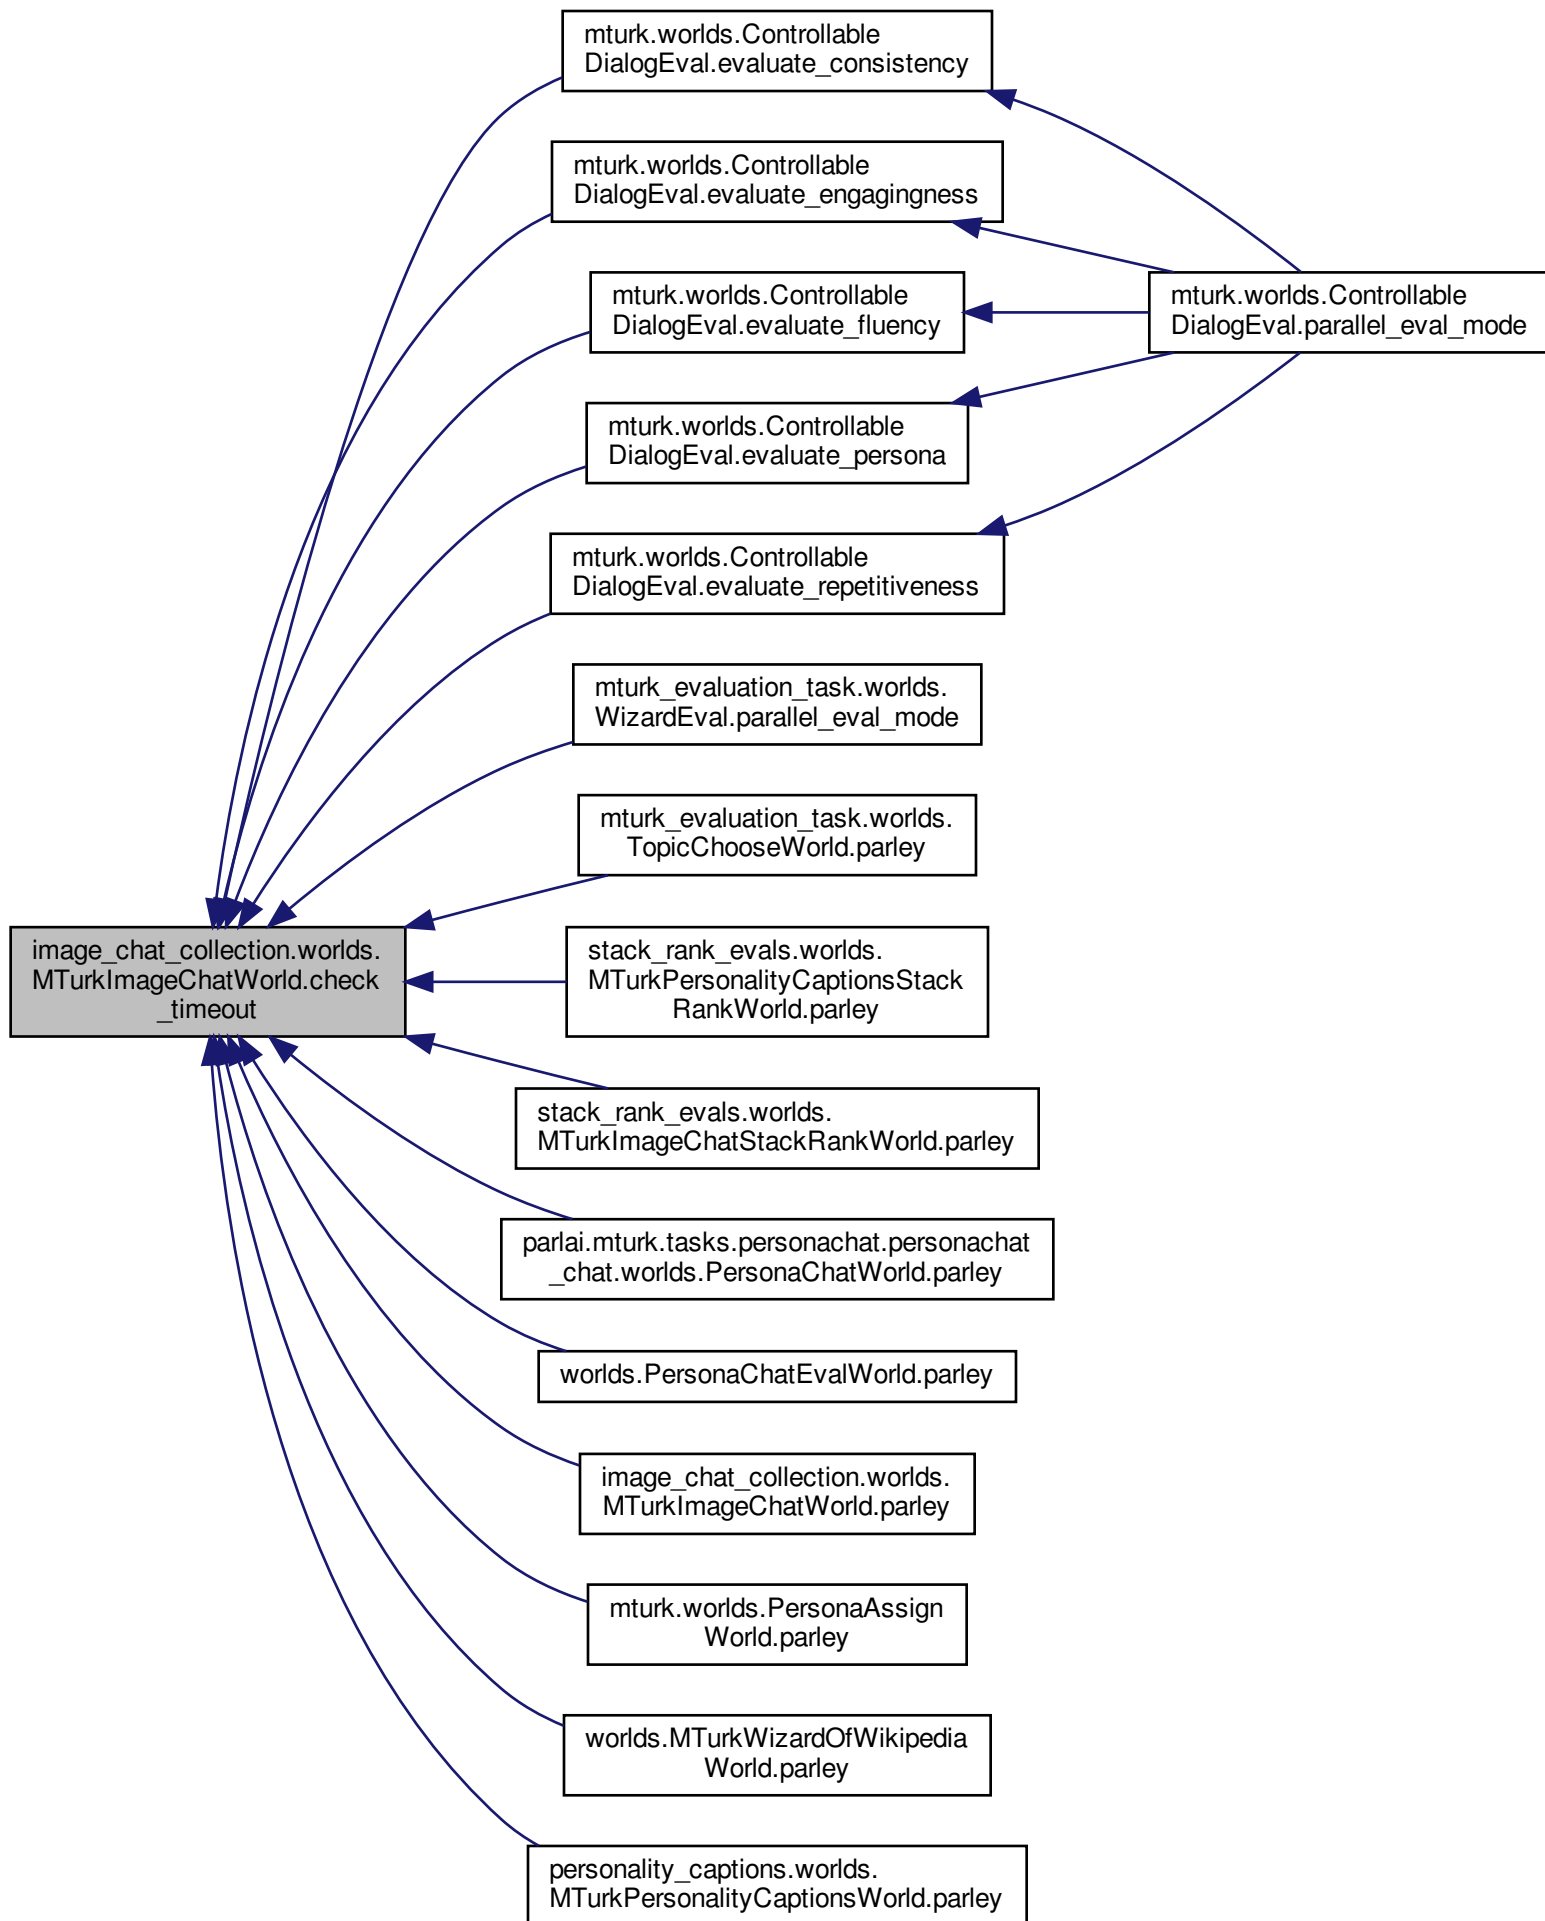 mturk.worlds.Controllable
DialogEval.evaluate_consistency
mturk.worlds.Controllable
DialogEval.evaluate_engagingness
mturk.worlds.Controllable
DialogEval.evaluate_fluency
mturk.worlds.Controllable
DialogEval.parallel_eval_mode
mturk.worlds.Controllable
DialogEval.evaluate_persona
mturk.worlds.Controllable
DialogEval.evaluate_repetitiveness
mturk_evaluation_task.worlds.
WizardEval.parallel_eval_mode
mturk_evaluation_task.worlds.
TopicChooseWorld.parley
image_chat_collection.worlds.
MTurkImageChatWorld.check
_timeout
stack_rank_evals.worlds.
MTurkPersonalityCaptionsStack
RankWorld.parley
stack_rank_evals.worlds.
MTurkImageChatStackRankWorld.parley
parlai.mturk.tasks.personachat.personachat
_chat.worlds.PersonaChatWorld.parley
worlds.PersonaChatEvalWorld.parley
image_chat_collection.worlds.
MTurkImageChatWorld.parley
mturk.worlds.PersonaAssign
World.parley
worlds.MTurkWizardOfWikipedia
World.parley
personality_captions.worlds.
MTurkPersonalityCaptionsWorld.parley